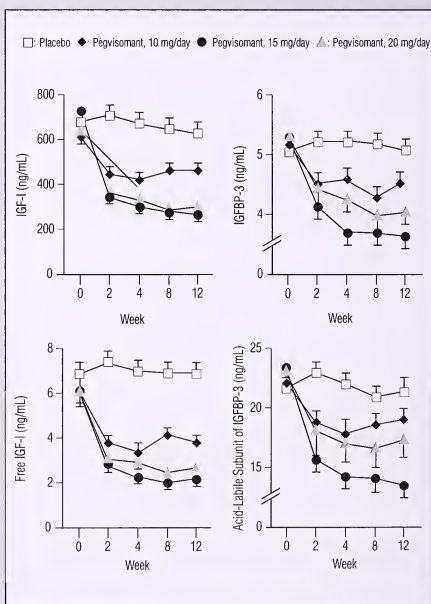 □: Placebo ◆: Pegvisomant, 10 mg/day ●: Pegvisomant, 15 mg/day ▲: Pegvisomant, 20 mg/day
IGF-I (ng/mL)
800
600
400
200
0
0 2 4 8 12
Week
IGFBP-3 (ng/mL)
6
5
4
0
0 2 4 8 12
Week
Free IGF-I (ng/mL)
8
6
4
2
0
0 2 4 8 12
Week
Acid-Labile Subunit of IGFBP-3 (ng/mL)
25
20
15
0
0 2 4 8 12
Week